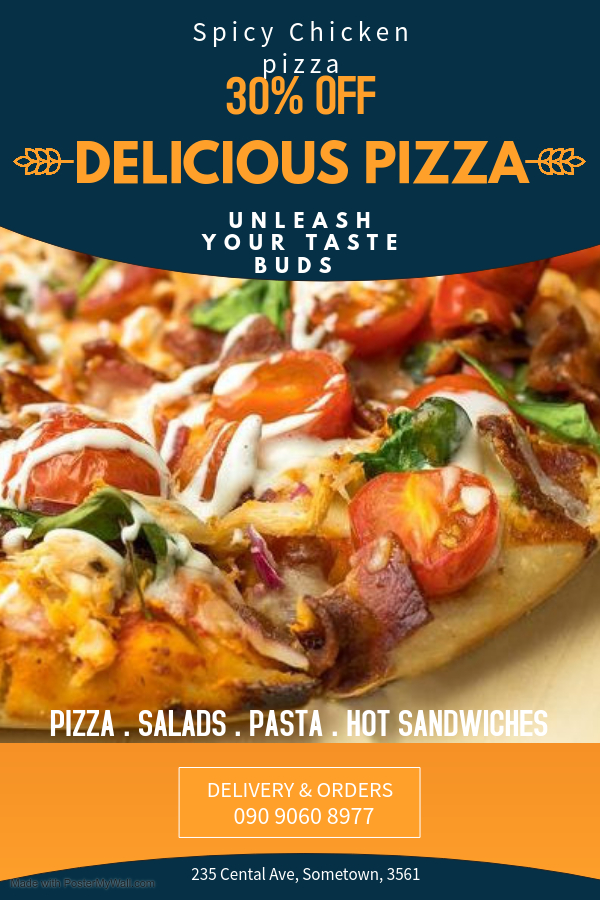 Spicy Chicken
pizza
30% OFF
DELICIOUS PIZZA
UNLEASH
YOUR TASTE
BUDS
PIZZA . SALADS . PASTA . HOT SANDWICHES
DELIVERY & ORDERS
090 9060 8977
235 Cental Ave, Sometown, 3561
Made with PosterMyWall.com